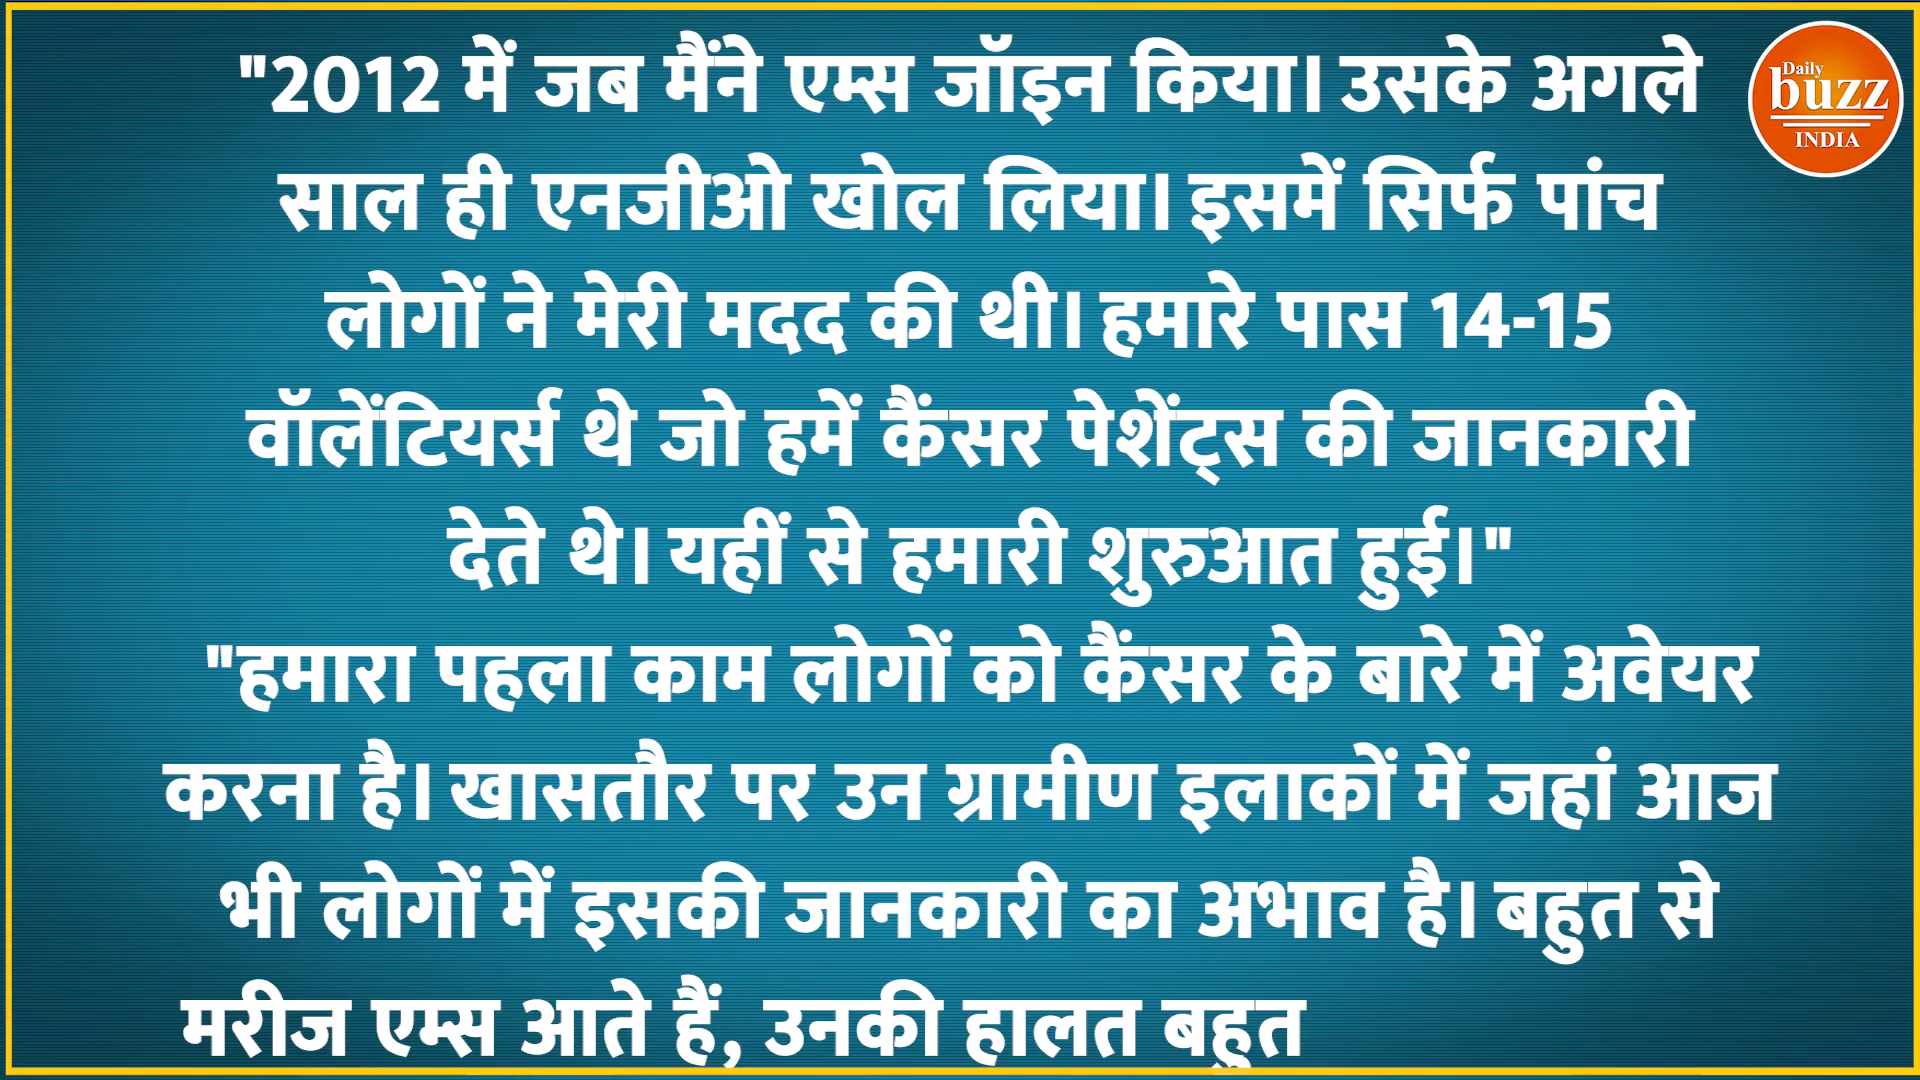 "2012 में जब मैंने एम्स जॉइन किया। उसके अगले
साल ही एनजीओ खोल लिया। इसमें सिर्फ पांच
लोगों ने मेरी मदद की थी। हमारे पास 14-15
वॉलेंटियर्स थे जो हमें कैंसर पेशेंट्स की जानकारी
देते थे। यहीं से हमारी शुरुआत हुई।"
"हमारा पहला काम लोगों को कैंसर के बारे में अवेयर
करना है। खासतौर पर उन ग्रामीण इलाकों में जहां आज
भी लोगों में इसकी जानकारी का अभाव है। बहुत से
मरीज एम्स आते हैं, उनकी हालत बहुत
Daily
buzz
INDIA